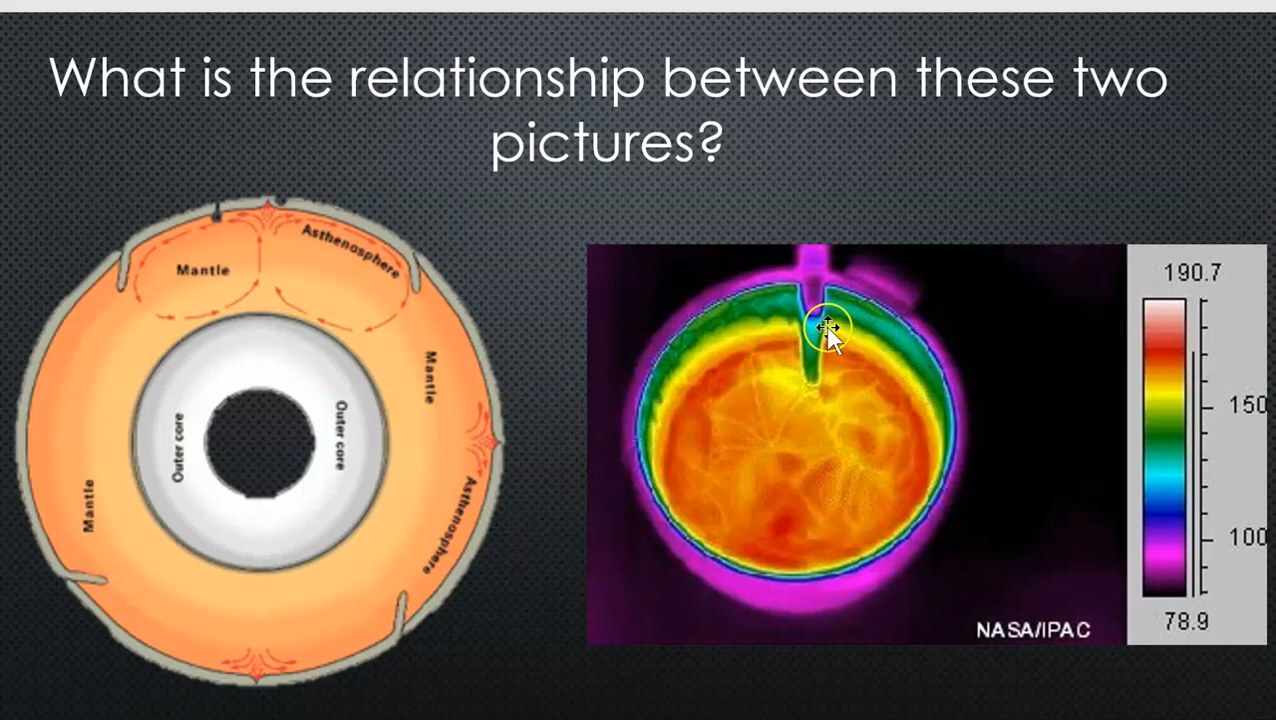 What is the relationship between these two
pictures?
Asthenosphere
Mantle
Mantle
Outer core
Outer core
Mantle
Asthenosphere
190.7
150
100
78.9
NASA/IPAC